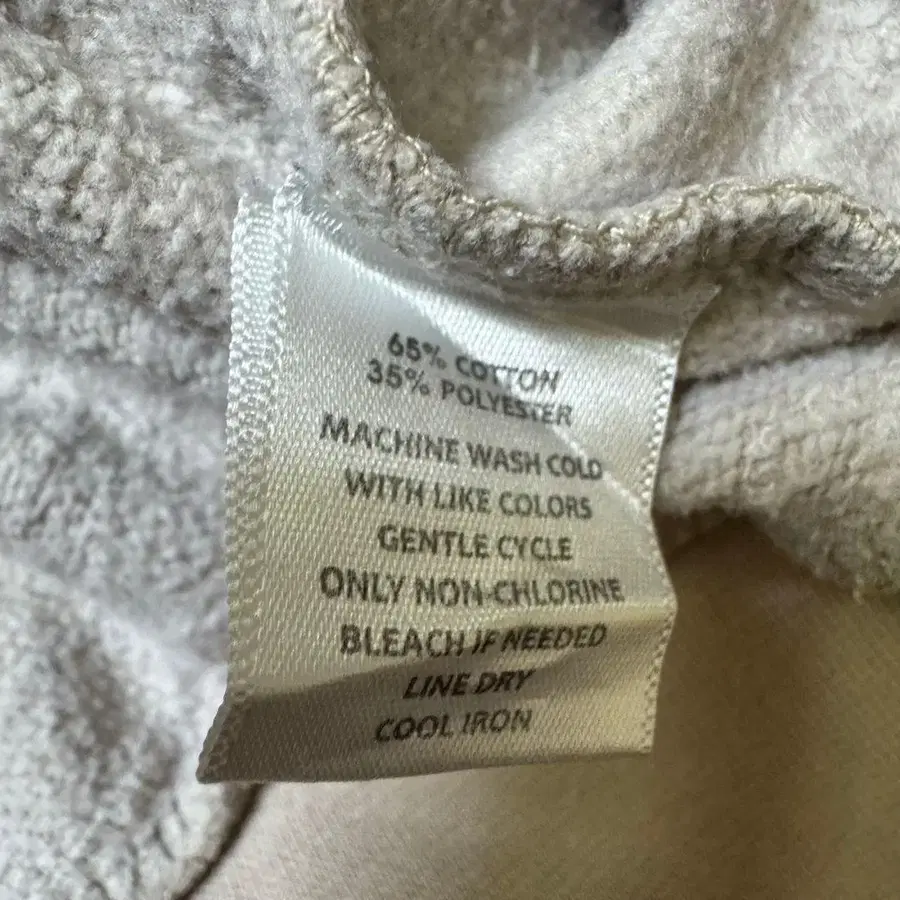 65% COTTON
35% POLYESTER
MACHINE WASH COLD
WITH LIKE COLORS
GENTLE CYCLE
ONLY NON-CHLORINE
BLEACH IF NEEDED
LINE DRY
COOL IRON